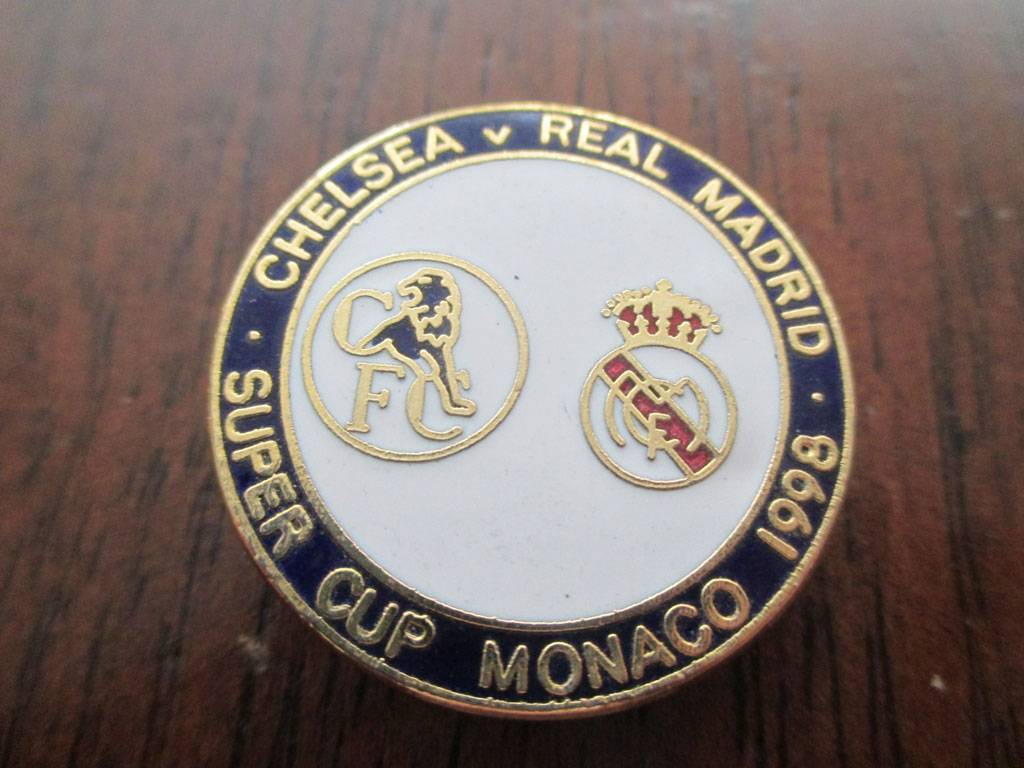 CHELSEA v REAL MADRID
CFC
· SUPER CUP MONACO 1998 ·